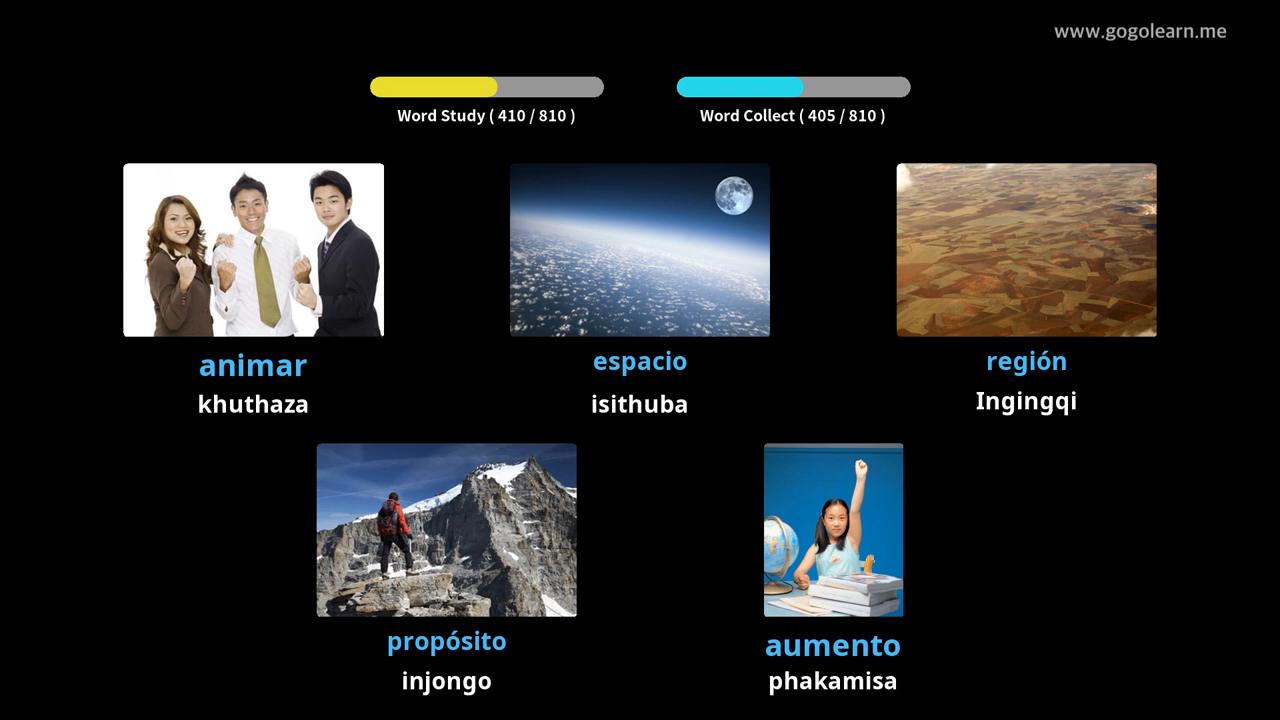 www.gogolearn.me
Word Study ( 410 / 810 )
Word Collect ( 405 / 810 )
animar
khuthaza
espacio
isithuba
región
Ingingqi
propósito
injongo
aumento
phakamisa